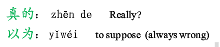 真的： zhēn de Really?
以为： yǐwéi to suppose (always wrong)